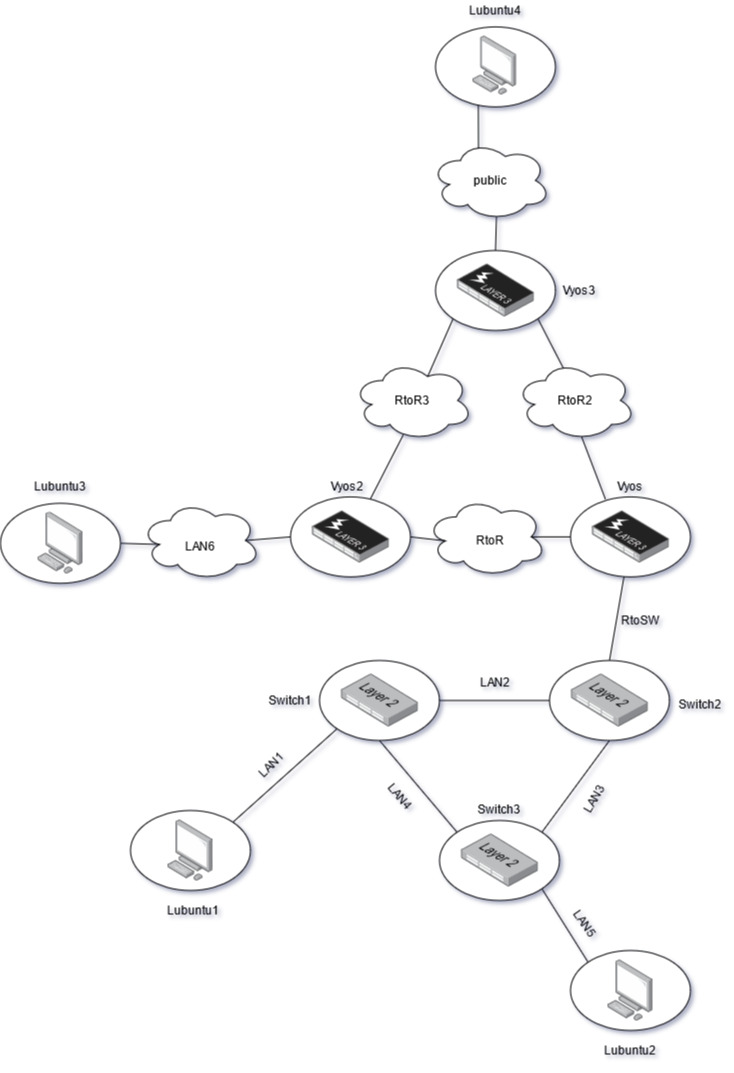 Lubuntu4
public
LAYER 3
Vyos3
RtoR3
RtoR2
Lubuntu3
Vyos2
Vyos
LAN6
LAYER 3
RtoR
LAYER 3
RtoSW
Switch1
Layer 2
LAN2
Layer 2
Switch2
LAN1
LAN4
LAN3
Switch3
Layer 2
Lubuntu1
LAN5
Lubuntu2